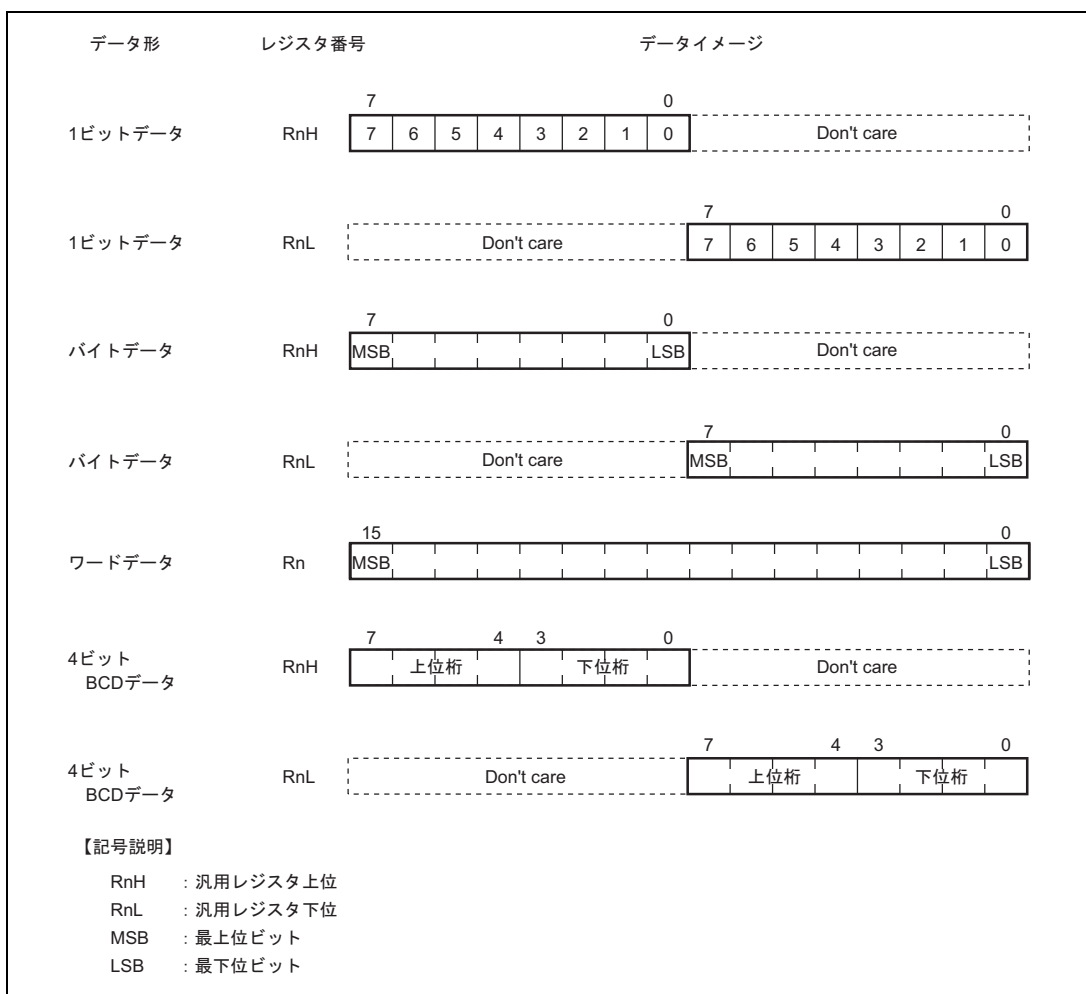 データ形 レジスタ番号 データイメージ
7 0
1ビットデータ RnH 7 6 5 4 3 2 1 0 Don't care
7 0
1ビットデータ RnL Don't care 7 6 5 4 3 2 1 0
7 0
バイトデータ RnH MSB LSB Don't care
7 0
バイトデータ RnL Don't care MSB LSB
15 0
ワードデータ Rn MSB LSB
7 4 3 0
4ビット
BCDデータ RnH 上位桁 下位桁 Don't care
7 4 3 0
4ビット
BCDデータ RnL Don't care 上位桁 下位桁
【記号説明】
RnH : 汎用レジスタ上位
RnL : 汎用レジスタ下位
MSB : 最上位ビット
LSB : 最下位ビット